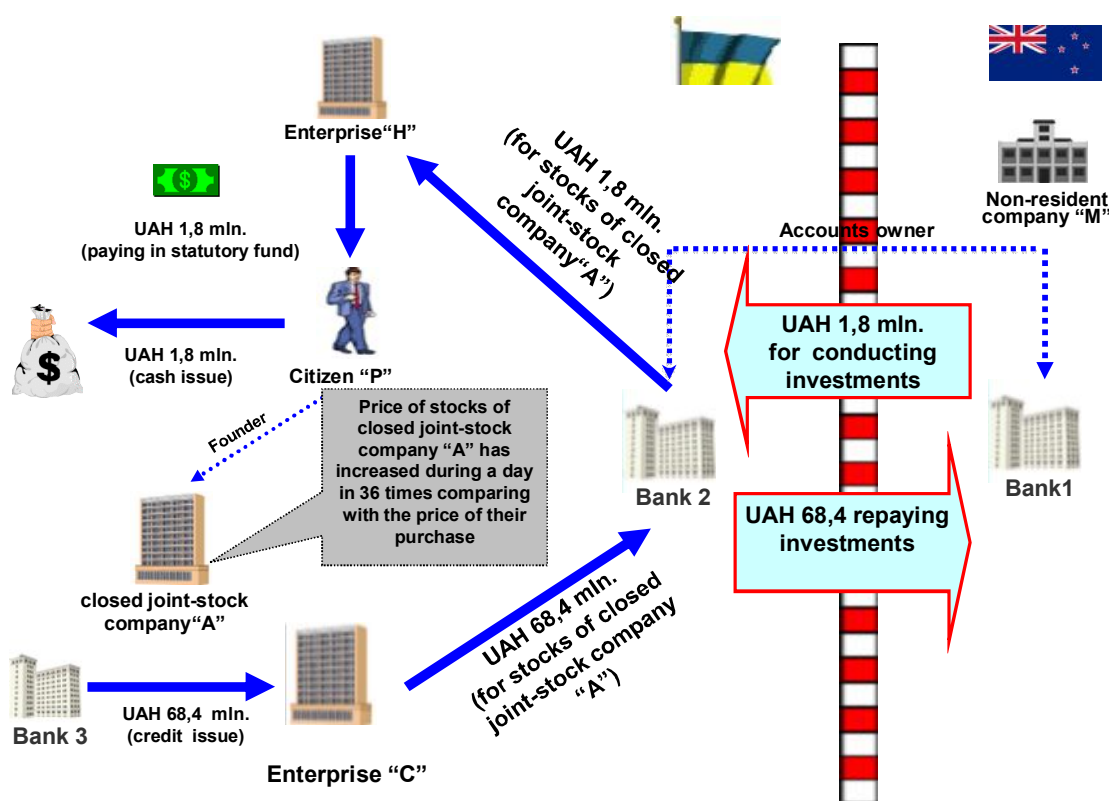 Enterprise“H”
UAH 1,8 mln.
(paying in statutory fund)
UAH 1,8 mln.
(for stocks of closed
joint-stock
company“A”)
Non-resident
company “M”
Accounts owner
UAH 1,8 mln.
for conducting
investments
$
UAH 1,8 mln.
(cash issue)
Citizen “P”
Founder
Price of stocks of
closed joint-stock
company “A” has
increased during a day
in 36 times comparing
with the price of their
purchase
Bank 2
Bank1
UAH 68,4 repaying
investments
closed joint-stock
company“A”
UAH 68,4 mln.
(for stocks of closed
joint-stock company
“A”)
Bank 3
UAH 68,4 mln.
(credit issue)
Enterprise “C”